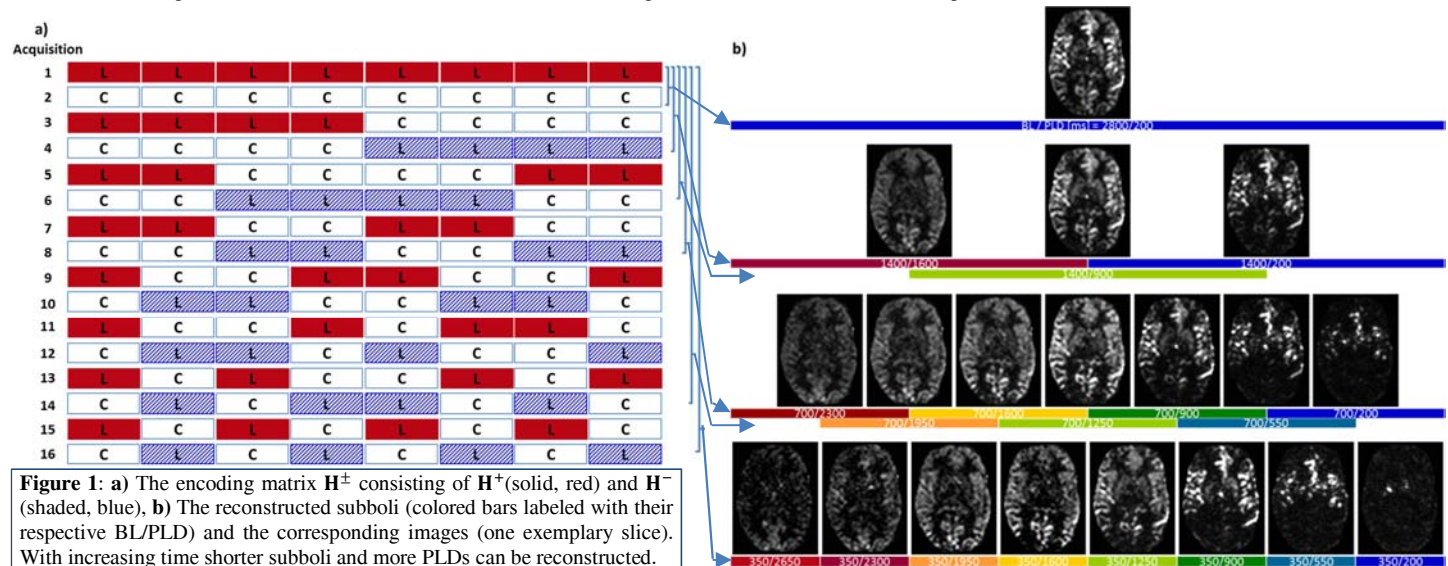 a)
Acquisition
1 L L L L L L L L
2 C C C C C C C C
3 L L L L C C C C
4 C C C C L L L L
5 L L C C C C L L
6 C C L L L L C C
7 L L C C L L C C
8 C C L L C C L L
9 L C C L L C C L
10 C L L C C L L C
11 L C C L C L L C
12 C L L C L C C L
13 L C L C C L C L
14 C L C L L C L C
15 L C L C L C L C
16 C L C L C L C L
Figure 1: a) The encoding matrix H± consisting of H+(solid, red) and H−
(shaded, blue), b) The reconstructed subboli (colored bars labeled with their
respective BL/PLD) and the corresponding images (one exemplary slice).
With increasing time shorter subboli and more PLDs can be reconstructed.
b)
BL / PLD [ms] = 2800/200
1400/1600 1400/200
1400/900
700/2300 700/1600 700/900 700/200
700/1950 700/1250 700/550
350/2650 350/2300 350/1950 350/1600 350/1250 350/900 350/550 350/200